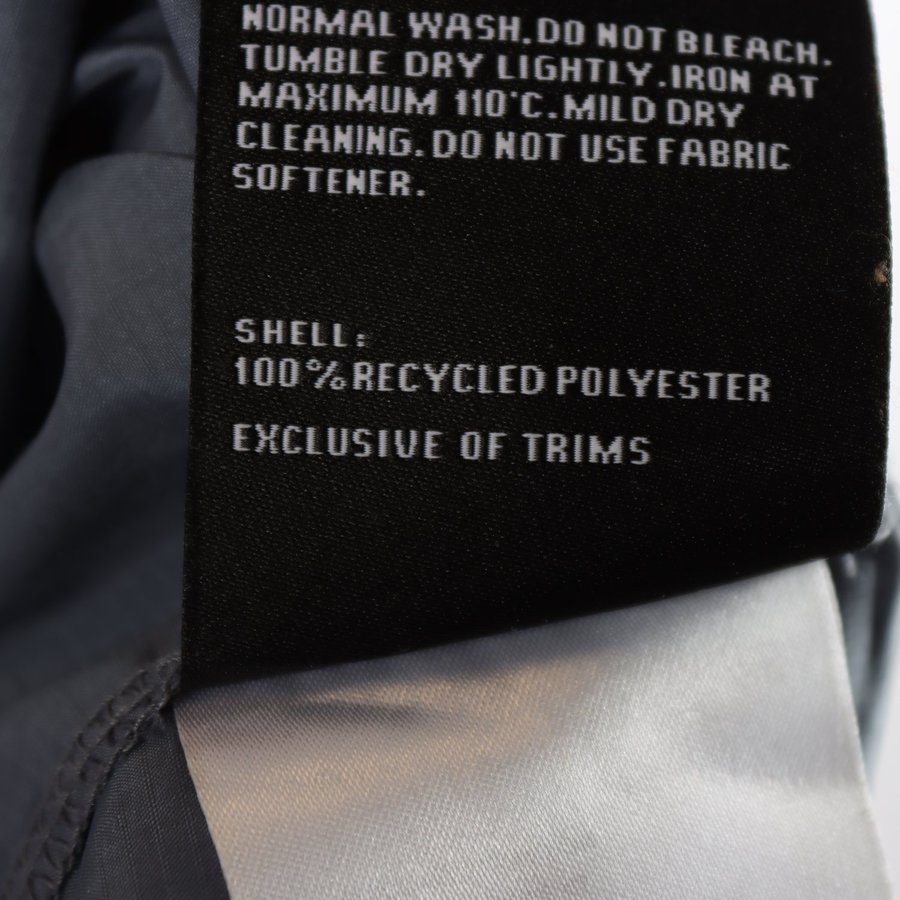 NORMAL WASH.DO NOT BLEACH.
TUMBLE DRY LIGHTLY.IRON AT
MAXIMUM 110°C.MILD DRY
CLEANING.DO NOT USE FABRIC
SOFTENER.
SHELL:
100%RECYCLED POLYESTER
EXCLUSIVE OF TRIMS